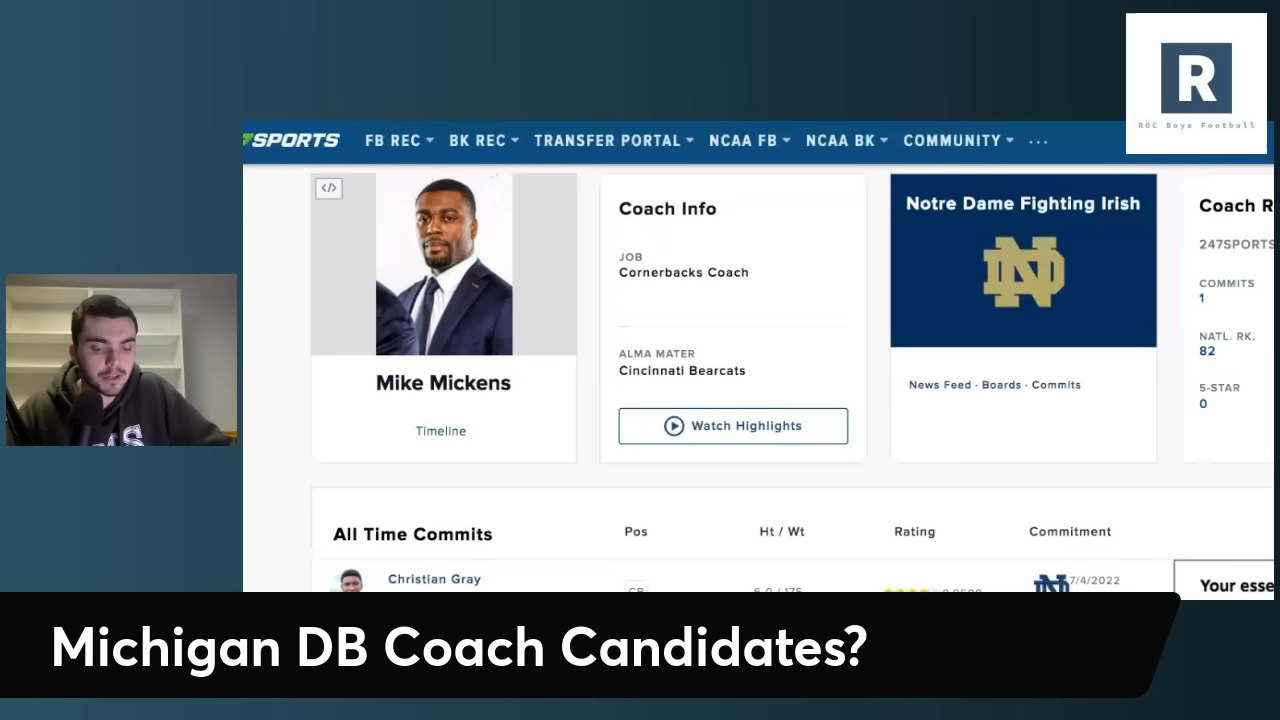 R
ROC Boys Football
SPORTS FB REC BK REC TRANSFER PORTAL NCAA FB NCAA BK COMMUNITY ...
</>
Mike Mickens
Timeline
Coach Info
JOB
Cornerbacks Coach
ALMA MATER
Cincinnati Bearcats
Watch Highlights
Notre Dame Fighting Irish
ND
News Feed · Boards · Commits
Coach R
247SPORTS
COMMITS
1
NATL. RK.
82
5-STAR
0
All Time Commits Pos Ht / Wt Rating Commitment
Christian Gray 7/4/2022
Your esse
Michigan DB Coach Candidates?